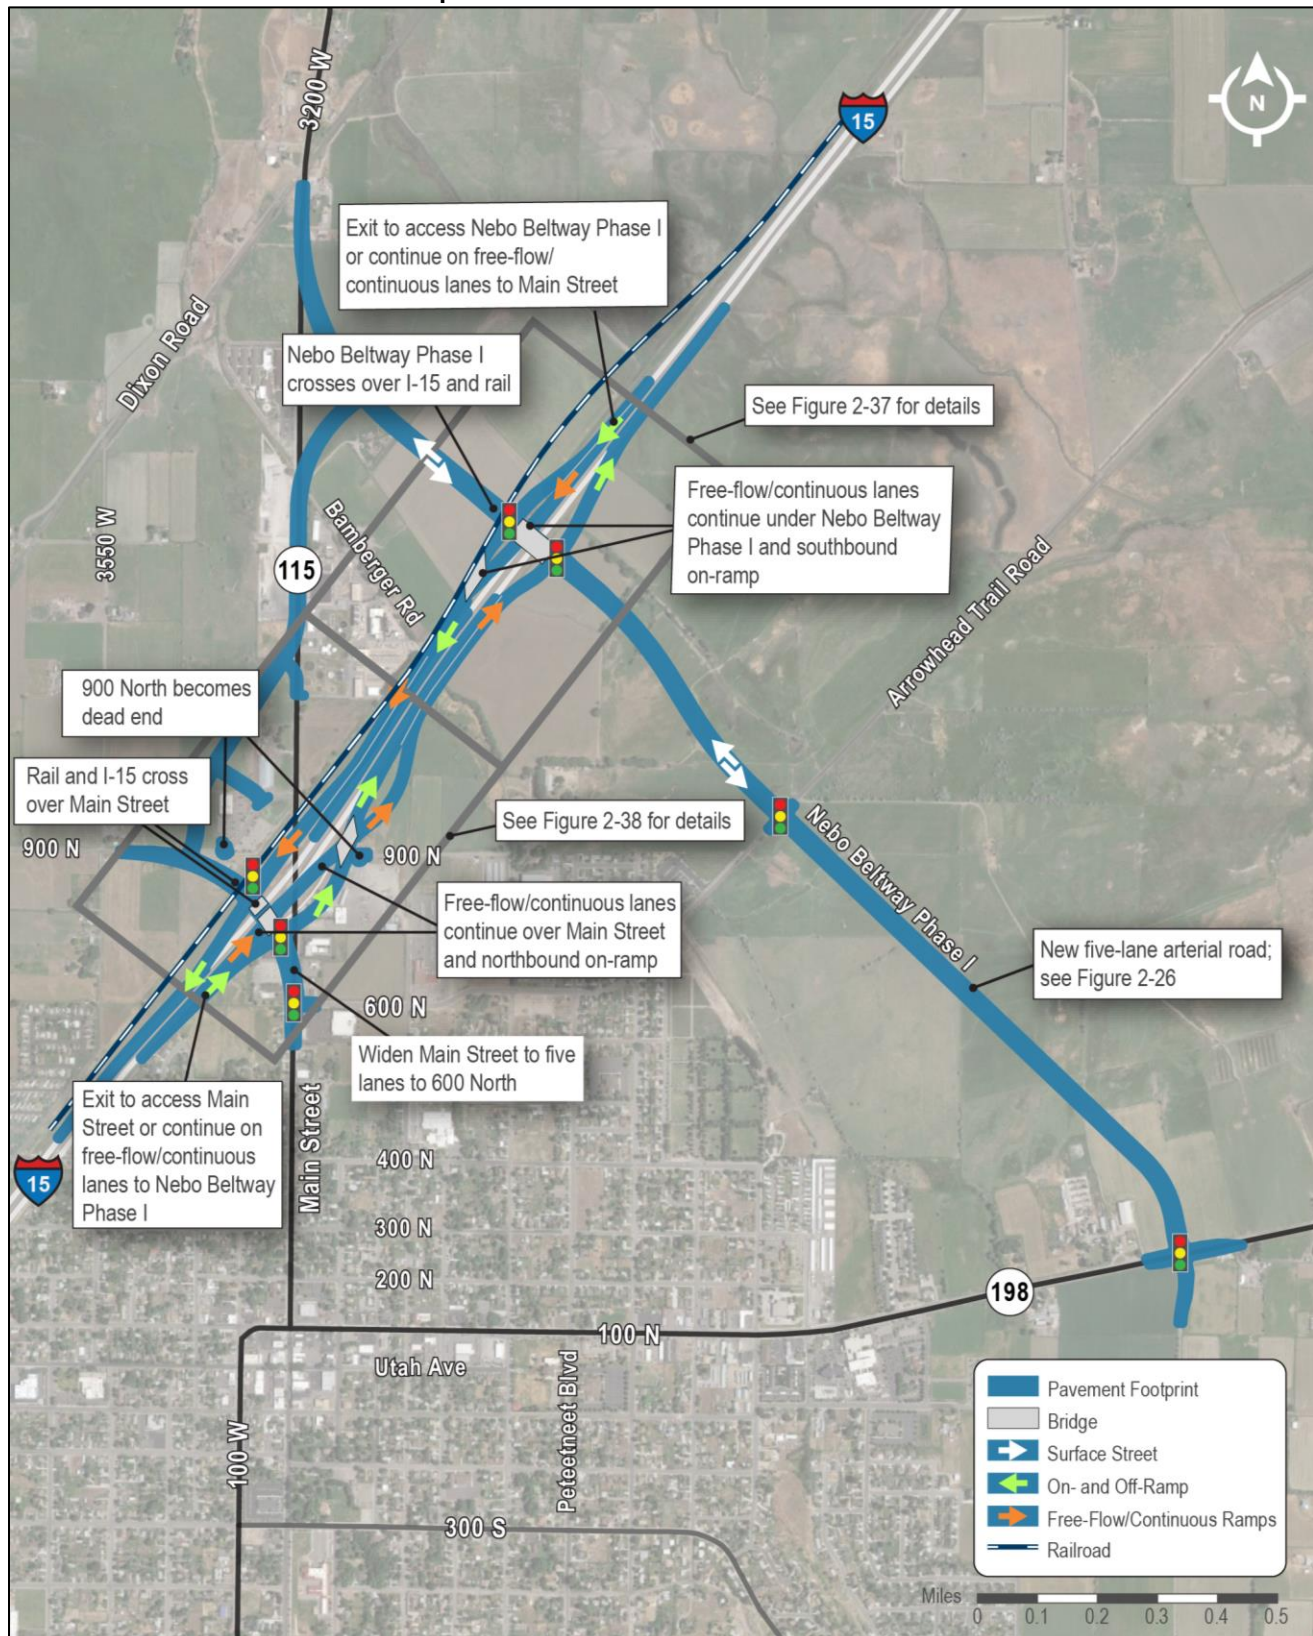 3200 W
N
15
Exit to access Nebo Beltway Phase I
or continue on free-flow/
continuous lanes to Main Street
Dixon Road
Nebo Beltway Phase I
crosses over I-15 and rail
See Figure 2-37 for details
Free-flow/continuous lanes
continue under Nebo Beltway
Phase I and southbound
on-ramp
3550 W
Bamberger Rd
115
Arrowhead Trail Road
900 North becomes
dead end
Rail and I-15 cross
over Main Street
See Figure 2-38 for details
900 N
900 N
Nebo Beltway Phase I
Free-flow/continuous lanes
continue over Main Street
and northbound on-ramp
New five-lane arterial road;
see Figure 2-26
600 N
Widen Main Street to five
lanes to 600 North
Exit to access Main
Street or continue on
free-flow/continuous
lanes to Nebo Beltway
Phase I
Main Street
15
400 N
300 N
200 N
198
100 N
Utah Ave
Peteetneet Blvd
100 W
300 S
Pavement Footprint
Bridge
Surface Street
On- and Off-Ramp
Free-Flow/Continuous Ramps
Railroad
Miles
0 0.1 0.2 0.3 0.4 0.5